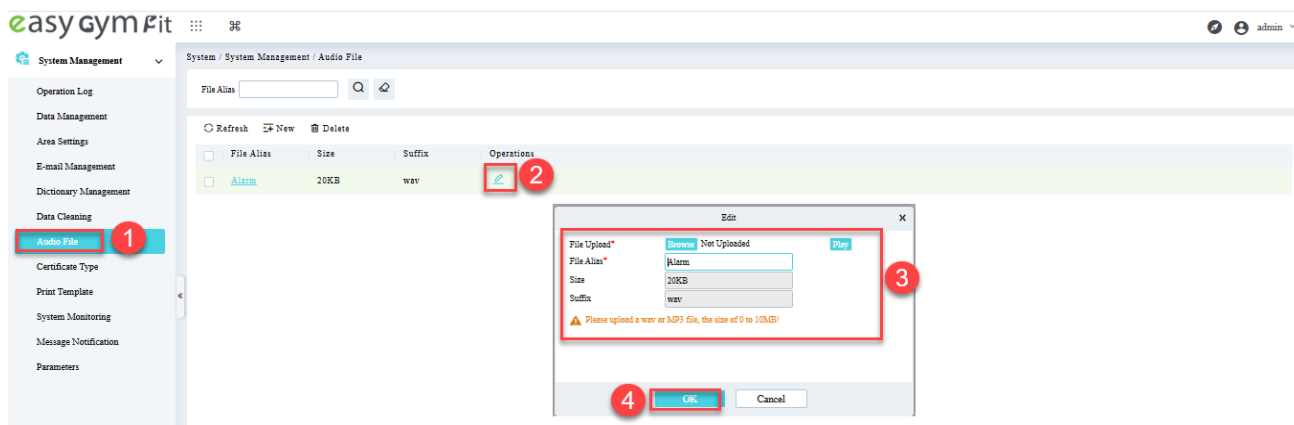 easy Gym Fit
admin
System Management
System / System Management / Audio File
Operation Log
Data Management
Area Settings
E-mail Management
Dictionary Management
Data Cleaning
Audio File
Certificate Type
Print Template
System Monitoring
Message Notification
Parameters
File Alias
Refresh New Delete
File Alias Size Suffix Operations
Alarm 20KB wav
1
2
Edit
File Upload* Browse Not Uploaded Play
File Alias* Alarm
Size 20KB
Suffix wav
Please upload a wav or MP3 file, the size of 0 to 10MB!
3
4
OK Cancel